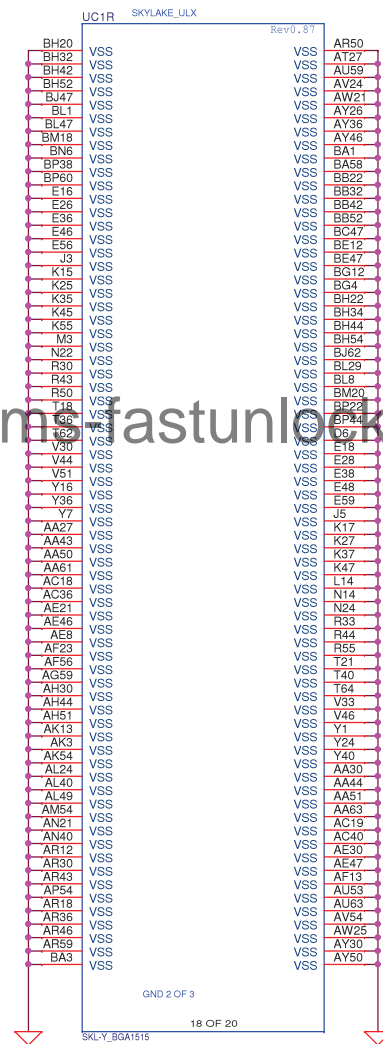 UC1R SKYLAKE_ULX
Rev0.87
BH20 VSS VSS AR50
BH32 VSS VSS AT27
BH42 VSS VSS AU59
BH52 VSS VSS AV24
BJ47 VSS VSS AW21
BL1 VSS VSS AY26
BL47 VSS VSS AY36
BM18 VSS VSS AY46
BN6 VSS VSS BA1
BP38 VSS VSS BA58
BP60 VSS VSS BB22
E16 VSS VSS BB32
E26 VSS VSS BB42
E36 VSS VSS BB52
E46 VSS VSS BC47
E56 VSS VSS BE12
J3 VSS VSS BE47
K15 VSS VSS BG12
K25 VSS VSS BG4
K35 VSS VSS BH22
K45 VSS VSS BH34
K55 VSS VSS BH44
M3 VSS VSS BH54
N22 VSS VSS BJ62
R30 VSS VSS BL29
R43 VSS VSS BL8
R50 VSS VSS BM20
T18 VSS VSS BP22
T36 VSS VSS BP44
ms-fastunlock
T62 VSS VSS D6
V30 VSS VSS E18
V44 VSS VSS E28
V51 VSS VSS E38
Y16 VSS VSS E48
Y36 VSS VSS E59
Y7 VSS VSS J5
AA27 VSS VSS K17
AA43 VSS VSS K27
AA50 VSS VSS K37
AA61 VSS VSS K47
AC18 VSS VSS L14
AC36 VSS VSS N14
AE21 VSS VSS N24
AE46 VSS VSS R33
AE8 VSS VSS R44
AF23 VSS VSS R55
AF56 VSS VSS T21
AG59 VSS VSS T40
AH30 VSS VSS T64
AH44 VSS VSS V33
AH51 VSS VSS V46
AK13 VSS VSS Y1
AK3 VSS VSS Y24
AK54 VSS VSS Y40
AL24 VSS VSS AA30
AL40 VSS VSS AA44
AL49 VSS VSS AA51
AM54 VSS VSS AA63
AN21 VSS VSS AC19
AN40 VSS VSS AC40
AR12 VSS VSS AE30
AR30 VSS VSS AE47
AR43 VSS VSS AF13
AP54 VSS VSS AU53
AR18 VSS VSS AU63
AR36 VSS VSS AV54
AR46 VSS VSS AW25
AR59 VSS VSS AY30
BA3 VSS VSS AY50
GND 2 OF 3
18 OF 20
SKL-Y_BGA1515